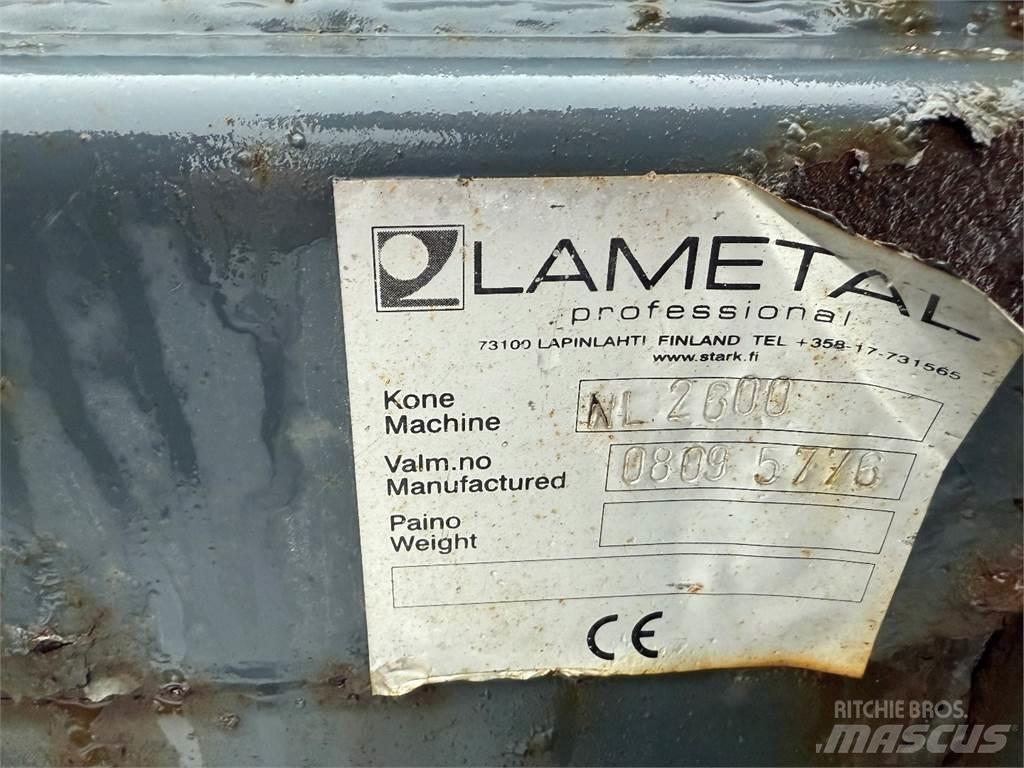 LAMETAL
professional
73100 LAPINLAHTI FINLAND TEL +358-17-731565
www.stark.fi
Kone
Machine
NL 2600
Valm.no
Manufactured
0809 5776
Paino
Weight
CE
RITCHIE BROS.
MASCUS